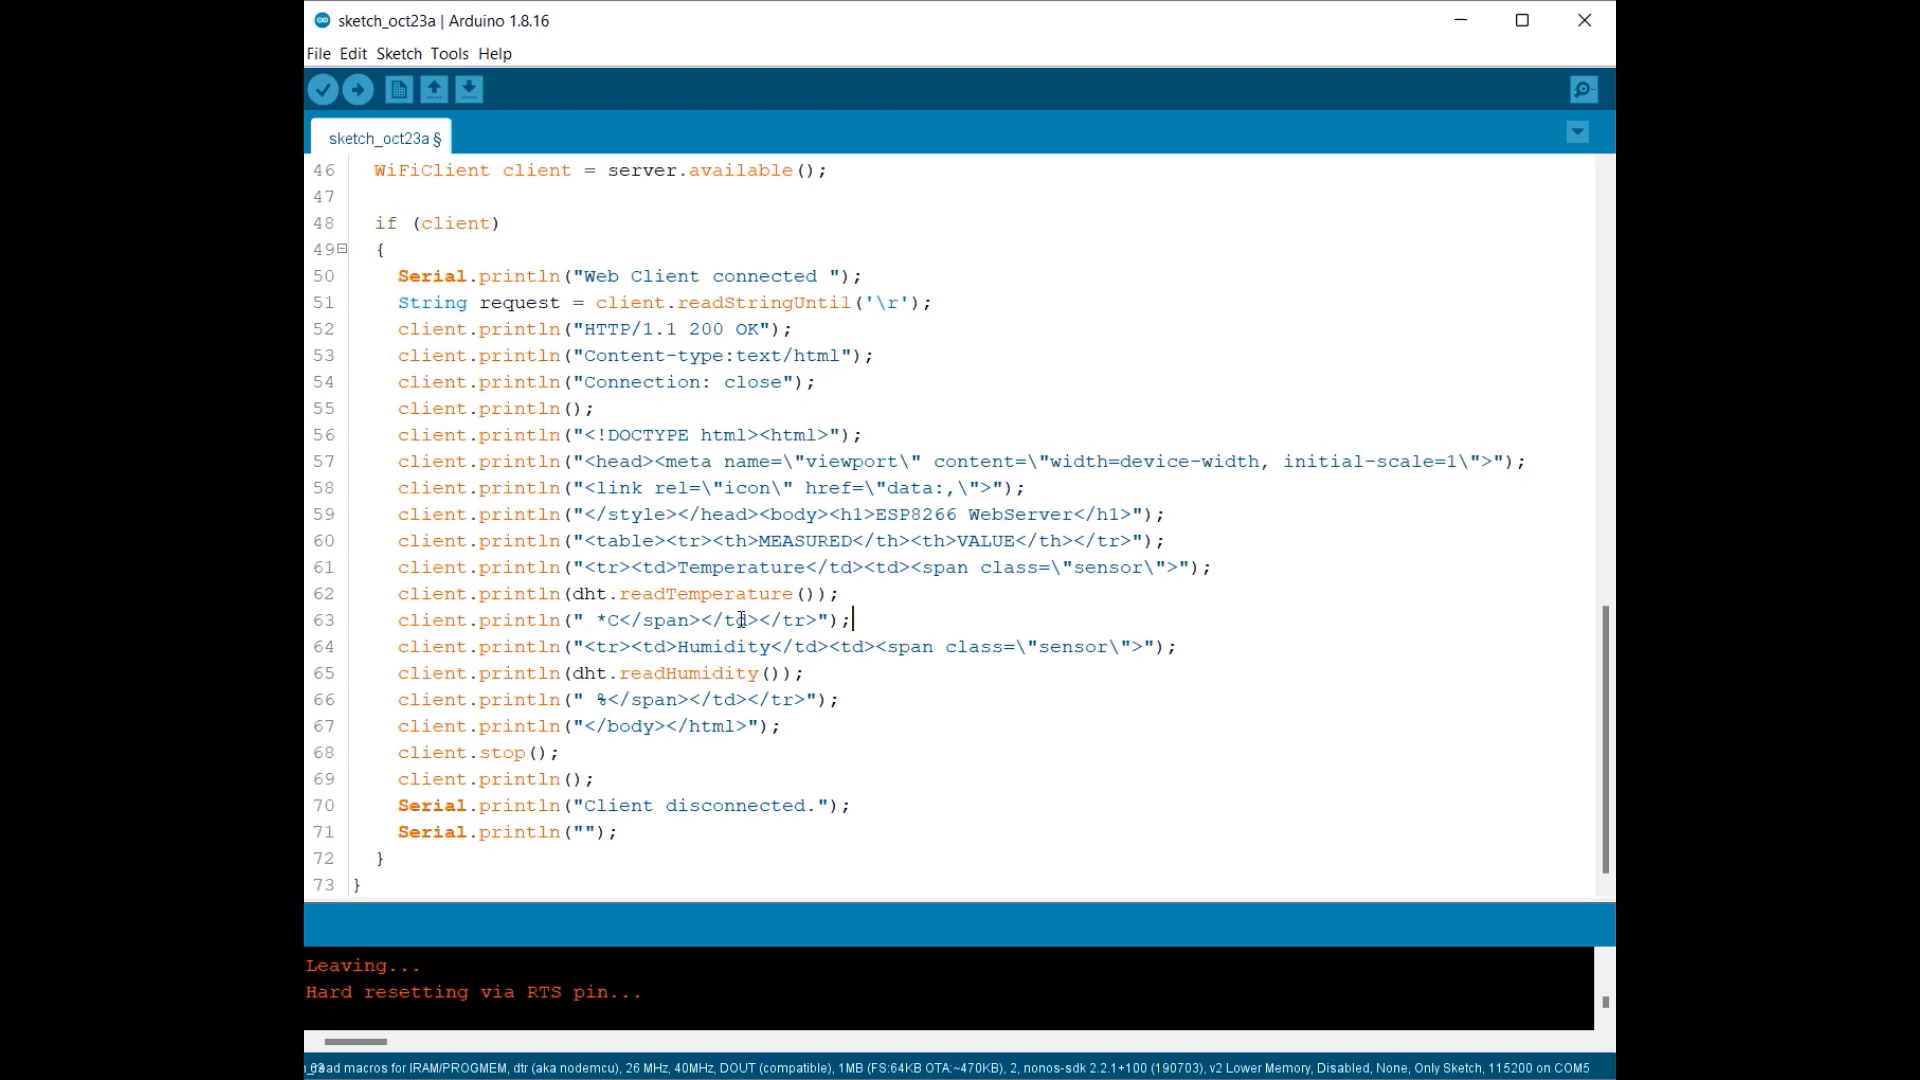 sketch_oct23a | Arduino 1.8.16
File Edit Sketch Tools Help
sketch_oct23a §
46 WiFiClient client = server.available();
47
48 if (client)
49 {
50 Serial.println("Web Client connected ");
51 String request = client.readStringUntil('\r');
52 client.println("HTTP/1.1 200 OK");
53 client.println("Content-type:text/html");
54 client.println("Connection: close");
55 client.println();
56 client.println("<!DOCTYPE html><html>");
57 client.println("<head><meta name=\"viewport\" content=\"width=device-width, initial-scale=1\">");
58 client.println("<link rel=\"icon\" href=\"data:,\">");
59 client.println("</style></head><body><h1>ESP8266 WebServer</h1>");
60 client.println("<table><tr><th>MEASURED</th><th>VALUE</th></tr>");
61 client.println("<tr><td>Temperature</td><td><span class=\"sensor\">");
62 client.println(dht.readTemperature());
63 client.println(" *C</span></td></tr>");
64 client.println("<tr><td>Humidity</td><td><span class=\"sensor\">");
65 client.println(dht.readHumidity());
66 client.println(" %</span></td></tr>");
67 client.println("</body></html>");
68 client.stop();
69 client.println();
70 Serial.println("Client disconnected.");
71 Serial.println("");
72 }
73 }
Leaving...
Hard resetting via RTS pin...
macros for IRAM/PROGMEM, dtr (aka nodemcu), 26 MHz, 40MHz, DOUT (compatible), 1MB (FS:64KB OTA:~470KB), 2, nonos-sdk 2.2.1+100 (190703), v2 Lower Memory, Disabled, None, Only Sketch, 115200 on COM5